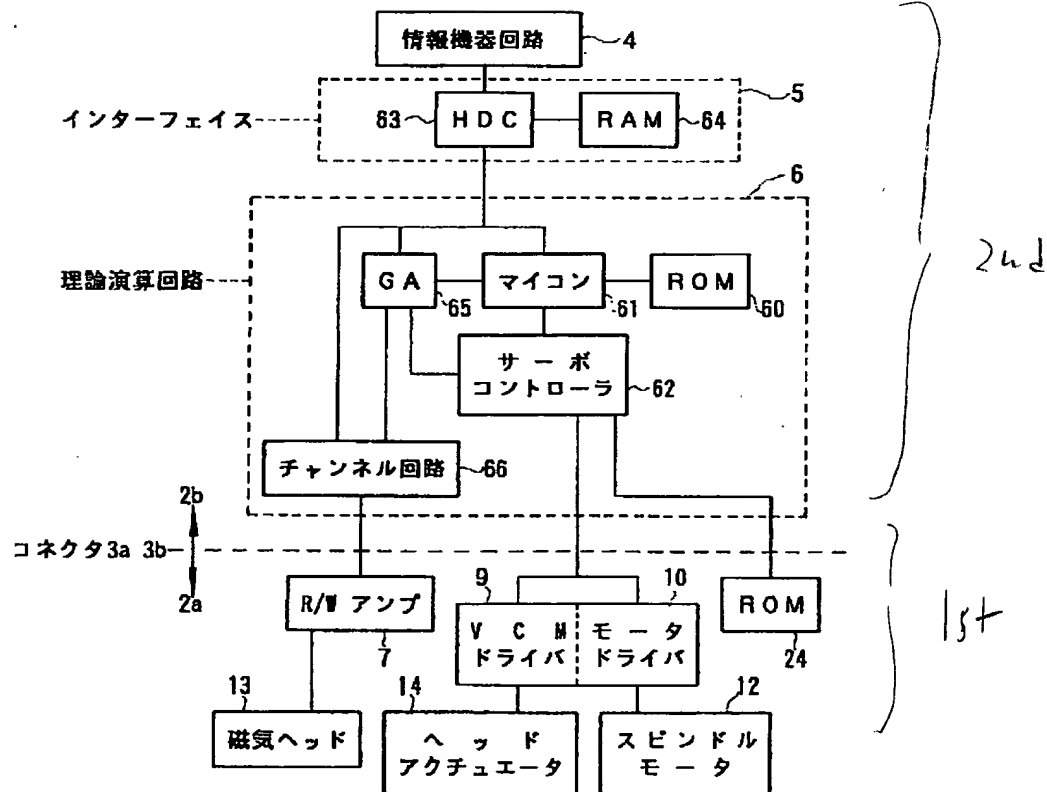 情報機器回路
4
5
インターフェイス
63
HDC
RAM
64
6
理論演算回路
GA
65
マイコン
61
ROM
60
サーボ
コントローラ
62
チャンネル回路
66
2b
コネクタ3a 3b
2a
R/W アンプ
7
9
10
VCM
ドライバ
モータ
ドライバ
ROM
24
13
磁気ヘッド
14
ヘッド
アクチュエータ
12
スピンドル
モータ
2nd
1st